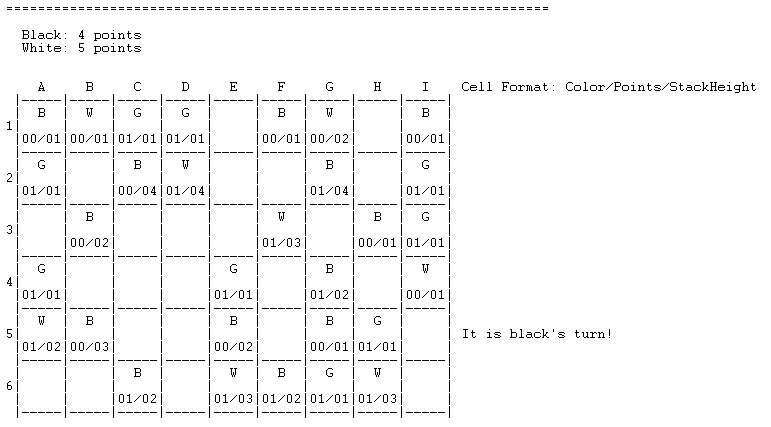 ====================================================================
Black: 4 points
White: 5 points
A B C D E F G H I Cell Format: Color/Points/StackHeight
|-----|-----|-----|-----|-----|-----|-----|-----|-----|
| B | W | G | G | | B | W | | B |
1| | | | | | | | | |
|00/01|00/01|01/01|01/01| |00/01|00/02| |00/01|
|-----|-----|-----|-----|-----|-----|-----|-----|-----|
| G | | B | W | | | B | | G |
2| | | | | | | | | |
|01/01| |00/04|01/04| | |01/04| |01/01|
|-----|-----|-----|-----|-----|-----|-----|-----|-----|
| | B | | | | W | | B | G |
3| | | | | | | | | |
| |00/02| | | |01/03| |00/01|01/01|
|-----|-----|-----|-----|-----|-----|-----|-----|-----|
| G | | | | G | | B | | W |
4| | | | | | | | | |
|01/01| | | |01/01| |01/02| |00/01|
|-----|-----|-----|-----|-----|-----|-----|-----|-----|
| W | B | | | B | | B | G | |
5| | | | | | | | | | It is black's turn!
|01/02|00/03| | |00/02| |00/01|01/01| |
|-----|-----|-----|-----|-----|-----|-----|-----|-----|
| | | B | | W | B | G | W | |
6| | | | | | | | | |
| | |01/02| |01/03|01/02|01/01|01/03| |
|-----|-----|-----|-----|-----|-----|-----|-----|-----|